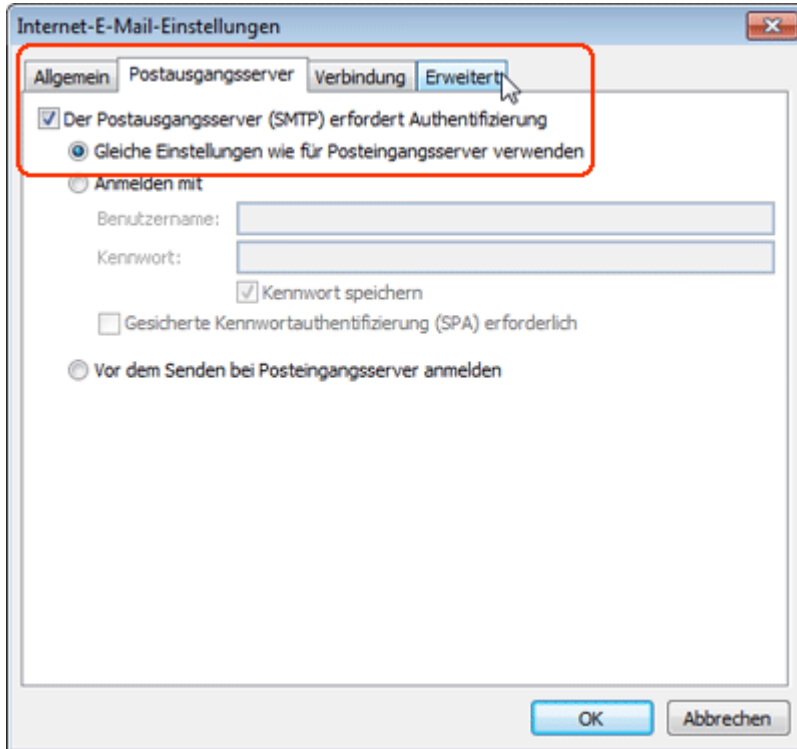 Internet-E-Mail-Einstellungen
Allgemein Postausgangsserver Verbindung Erweitert
Der Postausgangsserver (SMTP) erfordert Authentifizierung
Gleiche Einstellungen wie für Posteingangsserver verwenden
Anmelden mit
Benutzername:
Kennwort:
Kennwort speichern
Gesicherte Kennwortauthentifizierung (SPA) erforderlich
Vor dem Senden bei Posteingangsserver anmelden
OK Abbrechen